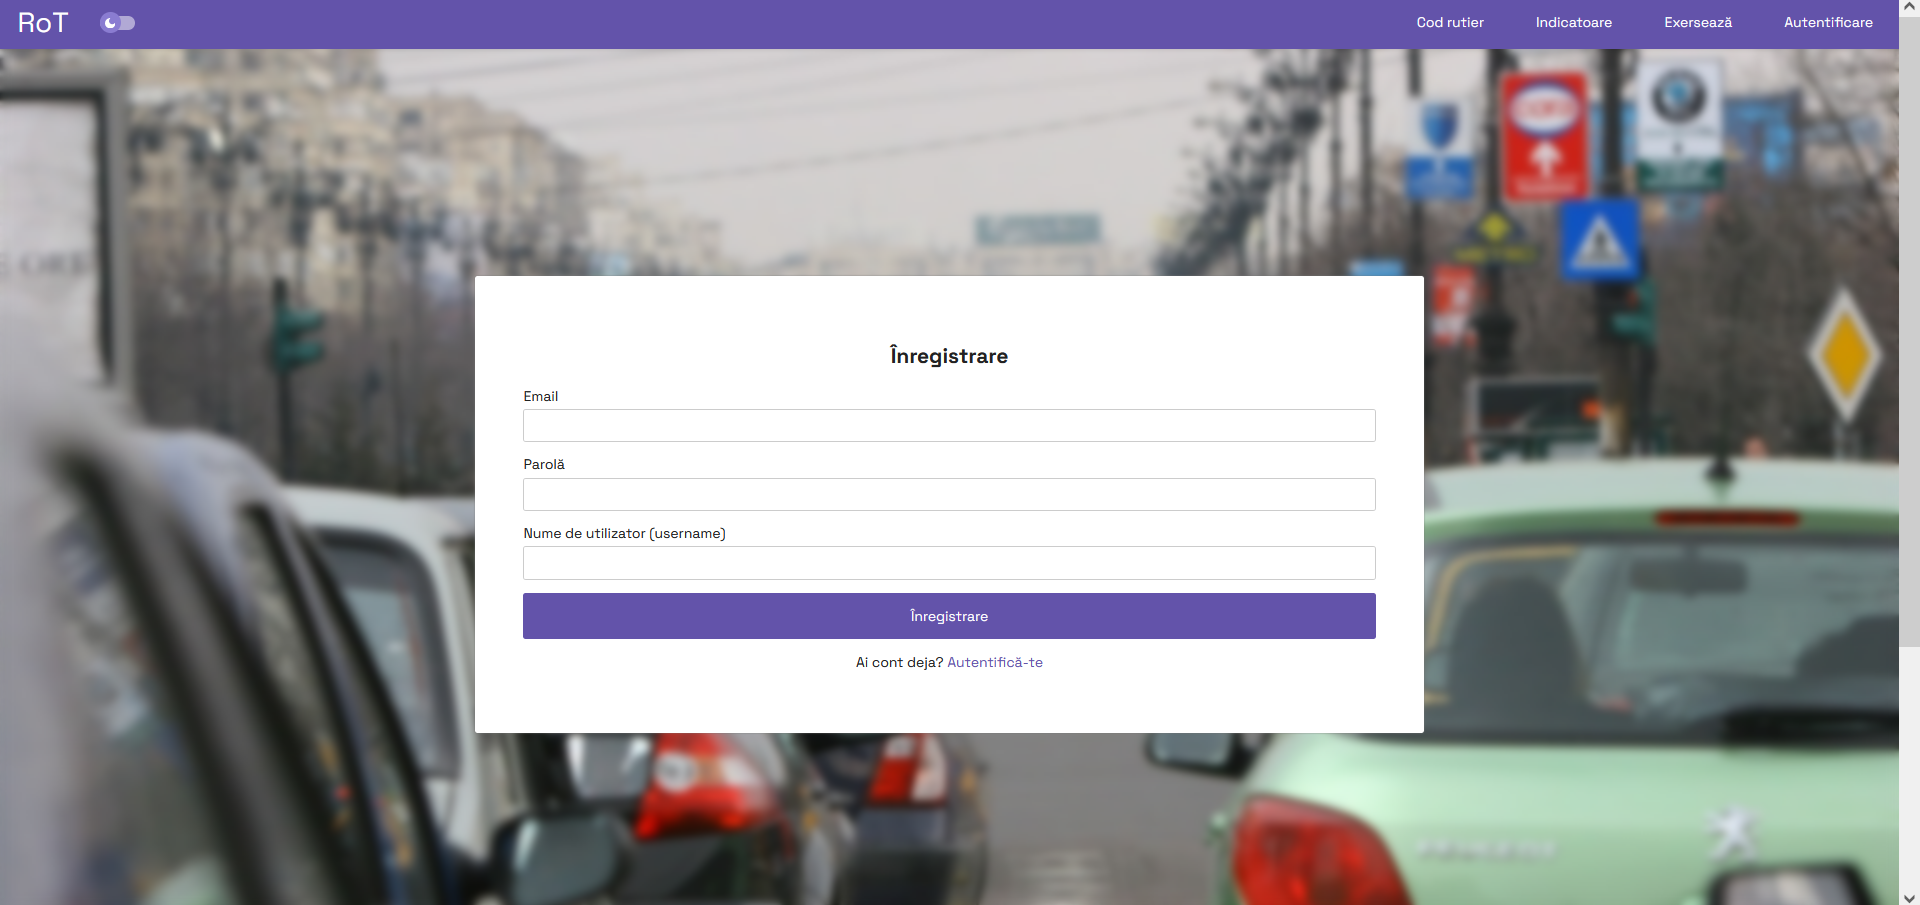 RoT
Cod rutier
Indicatoare
Exersează
Autentificare
Înregistrare
Email
Parolă
Nume de utilizator (username)
Înregistrare
Ai cont deja? Autentifică-te